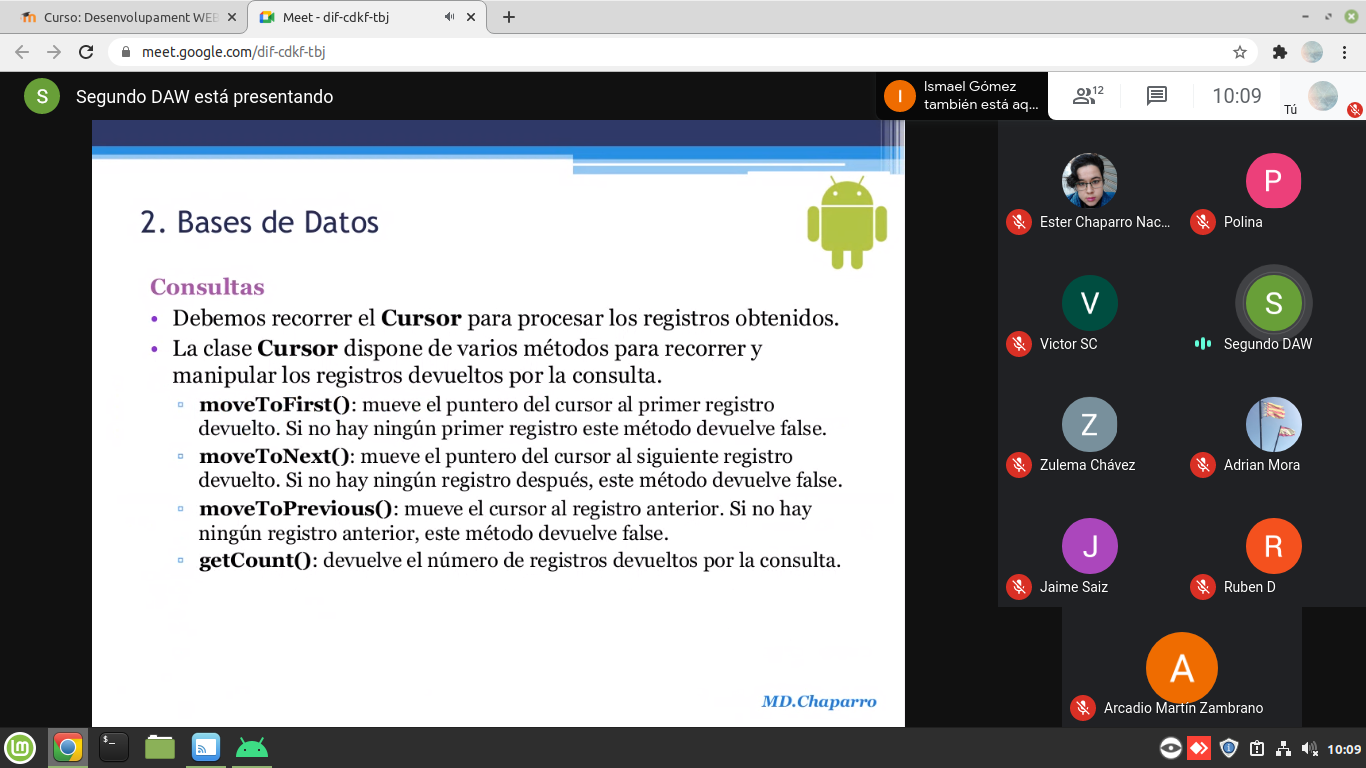 Curso: Desenvolupament WEB
Meet - dif-cdkf-tbj
meet.google.com/dif-cdkf-tbj
S
Segundo DAW está presentando
I
Ismael Gómez
también está aq...
12
10:09
Tú
2. Bases de Datos
Consultas
• Debemos recorrer el Cursor para procesar los registros obtenidos.
• La clase Cursor dispone de varios métodos para recorrer y
manipular los registros devueltos por la consulta.
▫ moveToFirst(): mueve el puntero del cursor al primer registro
devuelto. Si no hay ningún primer registro este método devuelve false.
▫ moveToNext(): mueve el puntero del cursor al siguiente registro
devuelto. Si no hay ningún registro después, este método devuelve false.
▫ moveToPrevious(): mueve el cursor al registro anterior. Si no hay
ningún registro anterior, este método devuelve false.
▫ getCount(): devuelve el número de registros devueltos por la consulta.
MD.Chaparro
Ester Chaparro Nac...
P
Polina
V
Victor SC
S
Segundo DAW
Z
Zulema Chávez
Adrian Mora
J
Jaime Saiz
R
Ruben D
A
Arcadio Martín Zambrano
10:09